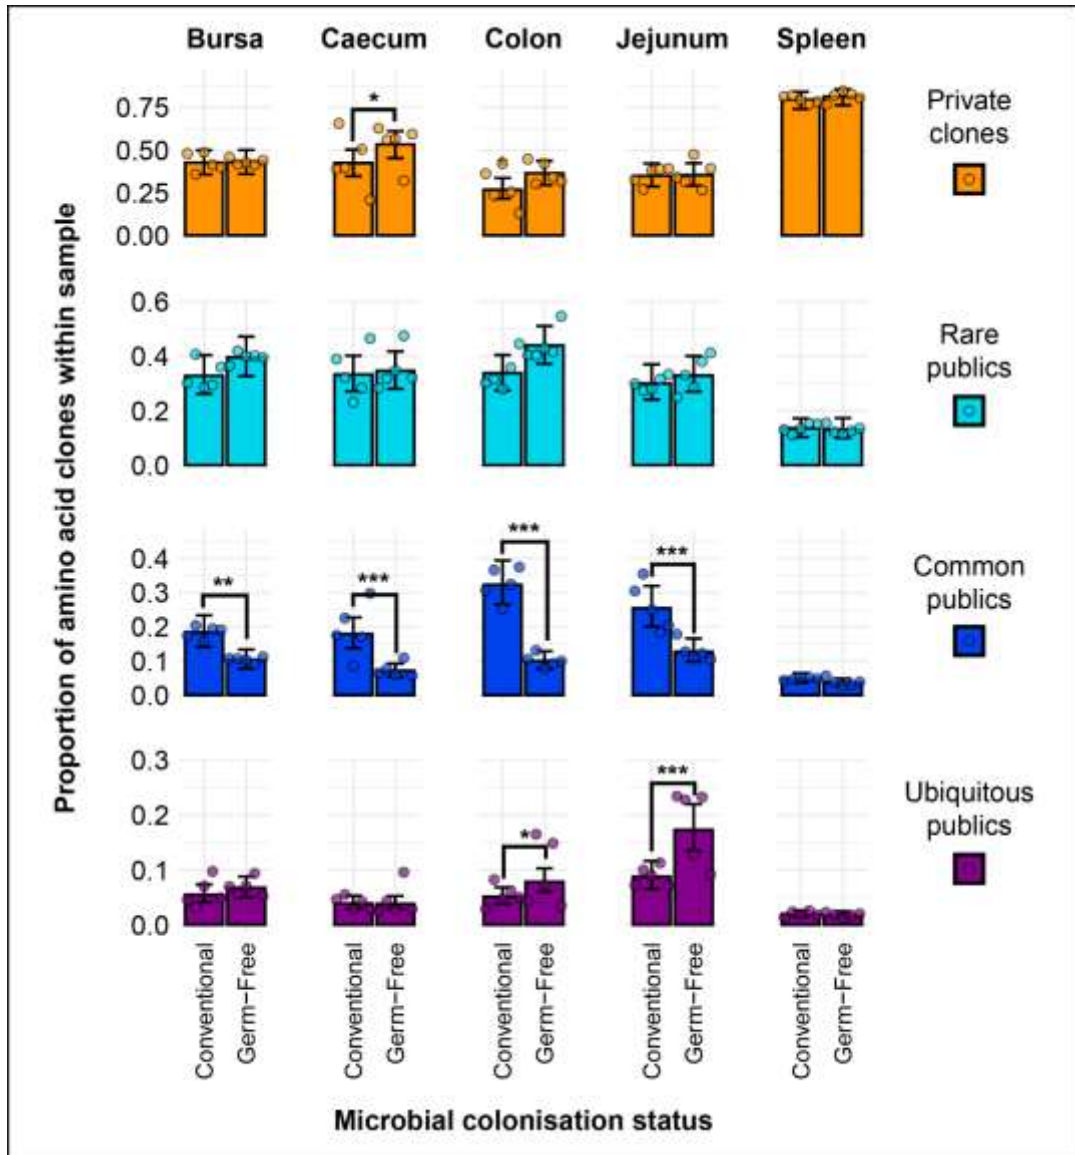 Bursa Caecum Colon Jejunum Spleen
Proportion of amino acid clones within sample
0.75
0.50
0.25
0.00
*
Private
clones
0.6
0.4
0.2
0.0
Rare
publics
0.4
0.3
0.2
0.1
0.0
** *** *** ***
Common
publics
0.3
0.2
0.1
0.0
* ***
Ubiquitous
publics
Conventional
Germ-Free
Conventional
Germ-Free
Conventional
Germ-Free
Conventional
Germ-Free
Conventional
Germ-Free
Microbial colonisation status